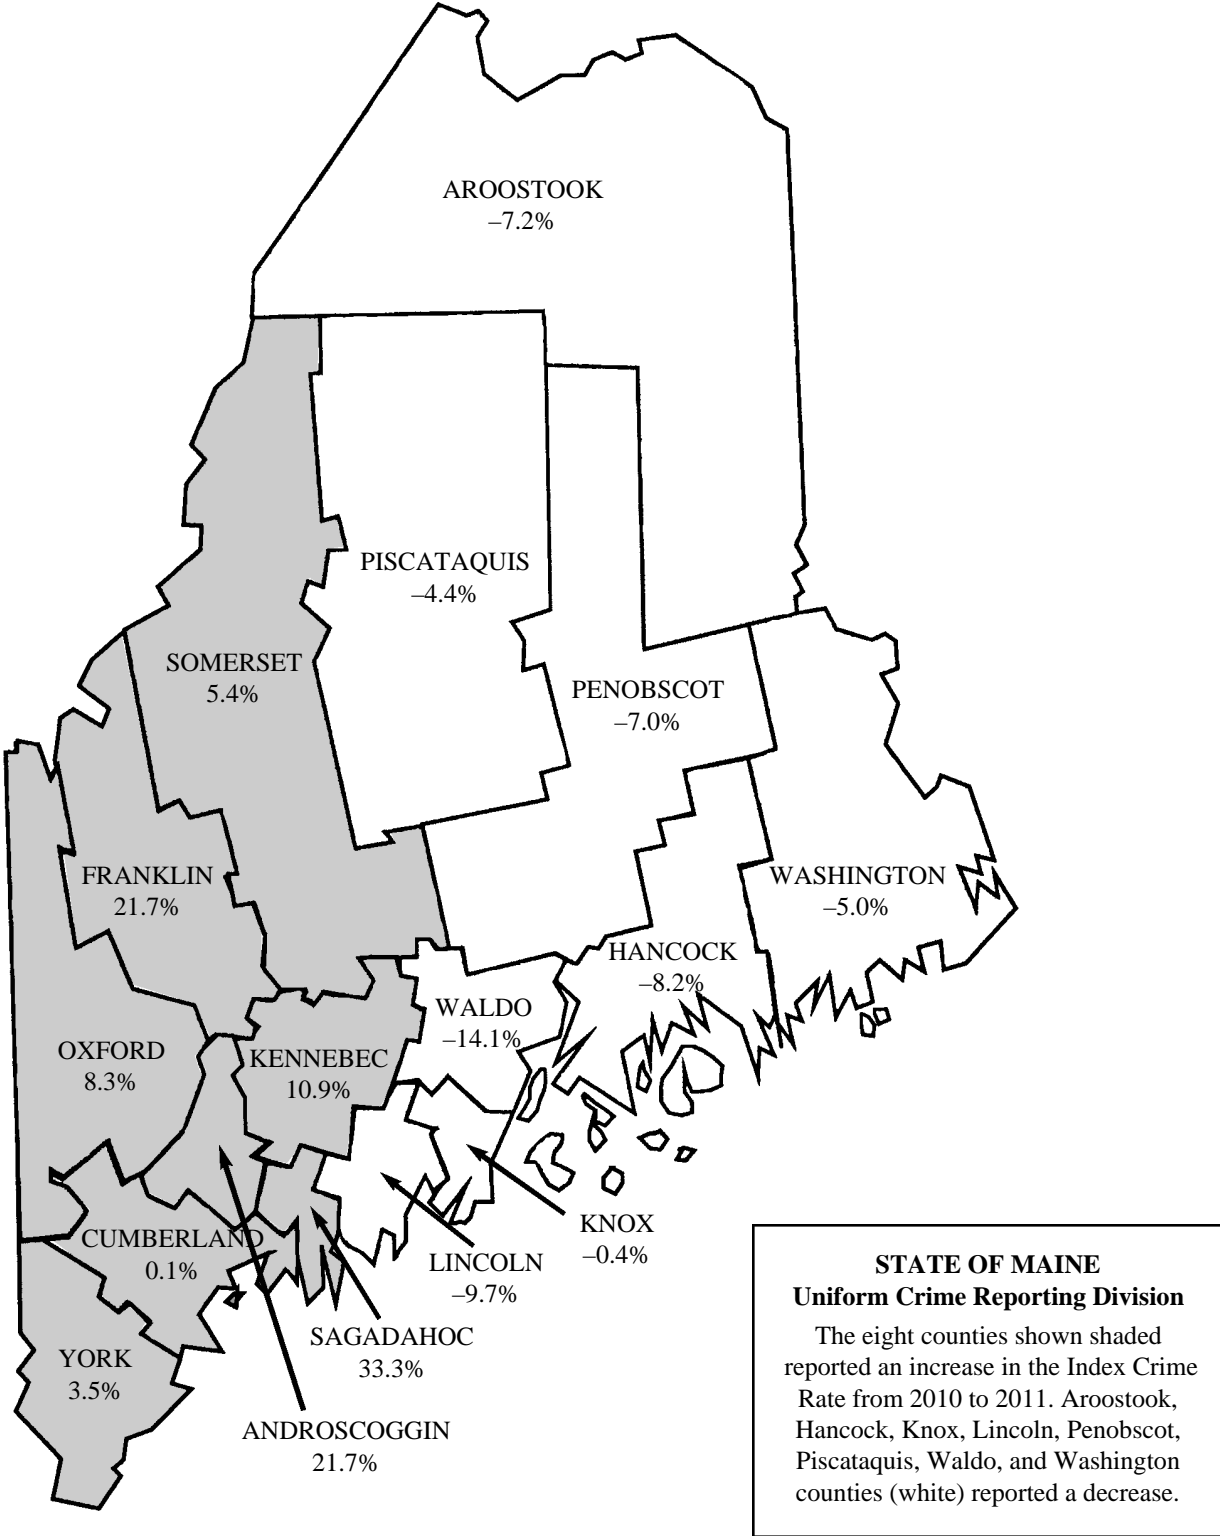 AROOSTOOK
–7.2%
PISCATAQUIS
–4.4%
SOMERSET
5.4%
PENOBSCOT
–7.0%
FRANKLIN
21.7%
WASHINGTON
–5.0%
HANCOCK
–8.2%
WALDO
–14.1%
OXFORD
8.3%
KENNEBEC
10.9%
KNOX
–0.4%
CUMBERLAND
0.1%
LINCOLN
–9.7%
SAGADAHOC
33.3%
YORK
3.5%
ANDROSCOGGIN
21.7%
STATE OF MAINE
Uniform Crime Reporting Division
The eight counties shown shaded
reported an increase in the Index Crime
Rate from 2010 to 2011. Aroostook,
Hancock, Knox, Lincoln, Penobscot,
Piscataquis, Waldo, and Washington
counties (white) reported a decrease.